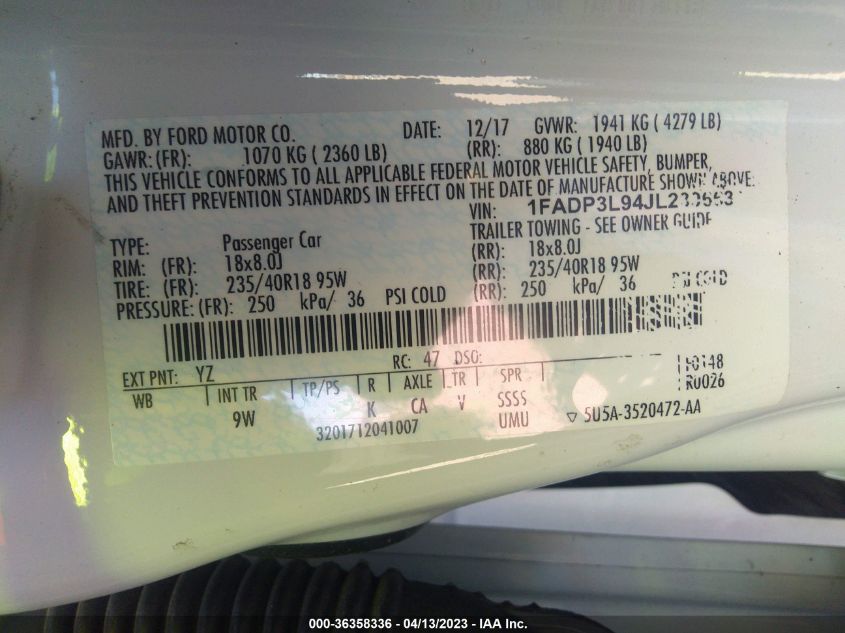 MFD. BY FORD MOTOR CO. DATE: 12/17 GVWR: 1941 KG ( 4279 LB)
GAWR: (FR): 1070 KG ( 2360 LB) (RR): 880 KG ( 1940 LB)
THIS VEHICLE CONFORMS TO ALL APPLICABLE FEDERAL MOTOR VEHICLE SAFETY, BUMPER,
AND THEFT PREVENTION STANDARDS IN EFFECT ON THE DATE OF MANUFACTURE SHOWN ABOVE.
VIN:
TRAILER TOWING - SEE OWNER GUIDE
TYPE: Passenger Car
RIM: (FR): 18x8.0J (RR): 18x8.0J
TIRE: (FR): 235/40R18 95W (RR): 235/40R18 95W
PRESSURE: (FR): 250 kPa/ 36 PSI COLD (RR): 250 kPa/ 36 PSI COLD
EXT PNT: YZ RC: 47 DSO:
WB INT TR TP/PS R AXLE TR SPR
9W K CA V SSSS
UMU
R0026
3201712041007
▽ 5U5A-3520472-AA
000-36358336 - 04/13/2023 - IAA Inc.